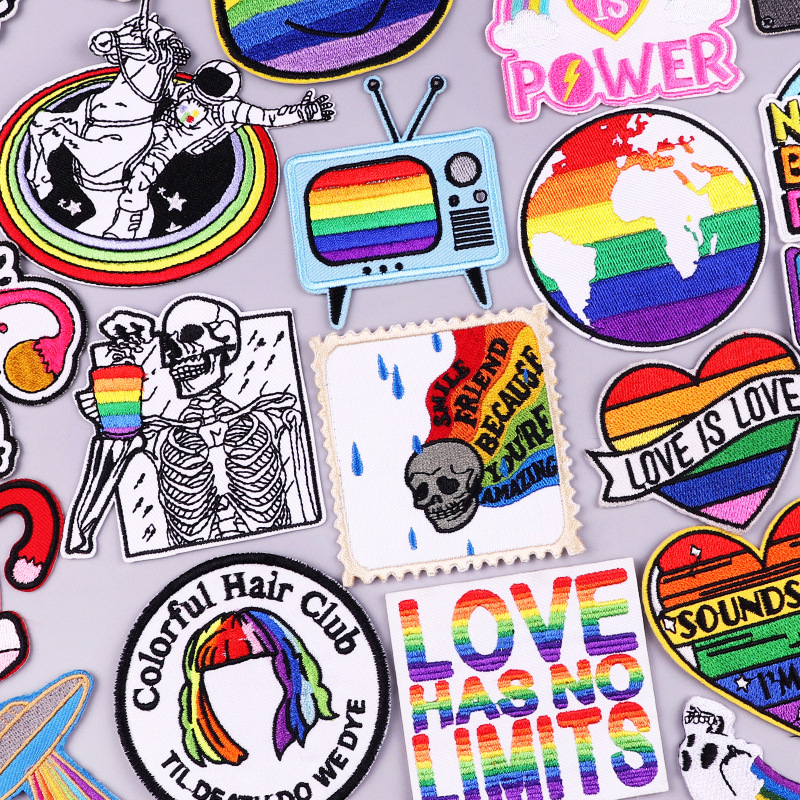 IS
POWER
N
B
SMILE
FRIEND
BECAUSE
YOU'RE
AMAZING
LOVE IS LOVE
Colorful Hair Club
TIL DEATH DO WE DYE
LOVE
HAS NO
LIMITS
SOUNDS
I'M